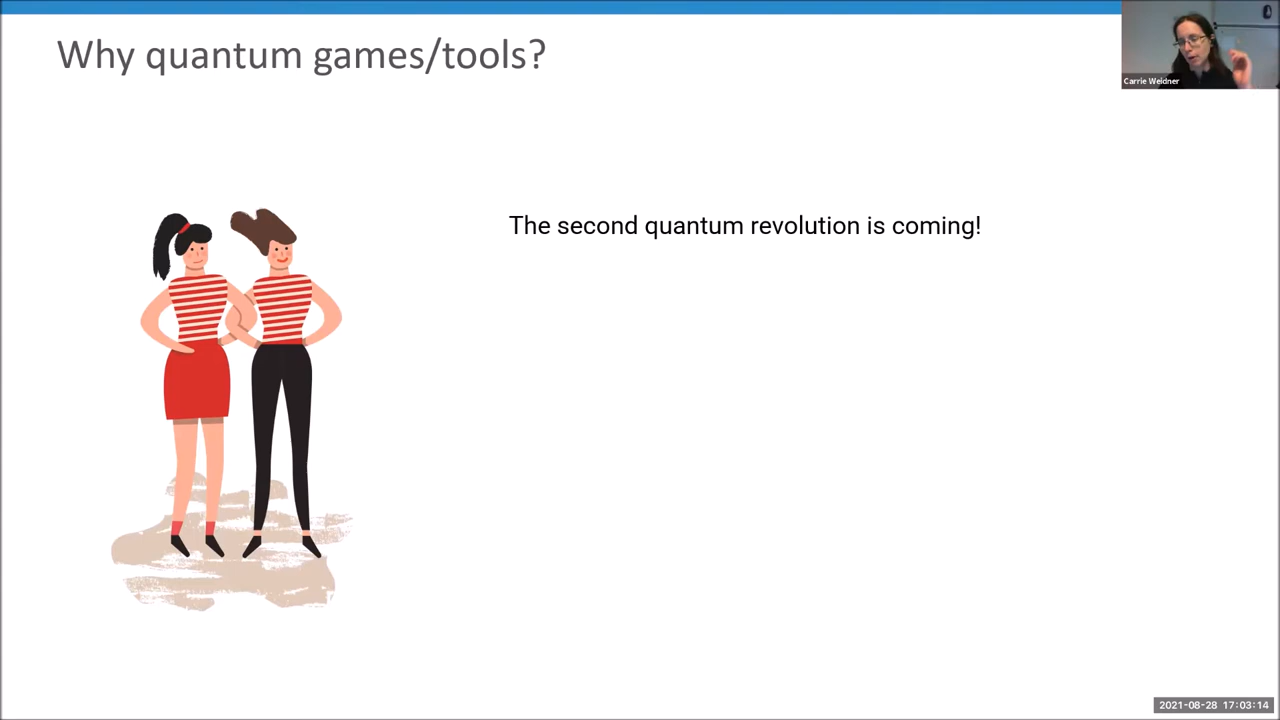 Why quantum games/tools?
Carrie Weidner
The second quantum revolution is coming!
2021-08-28 17:03:14